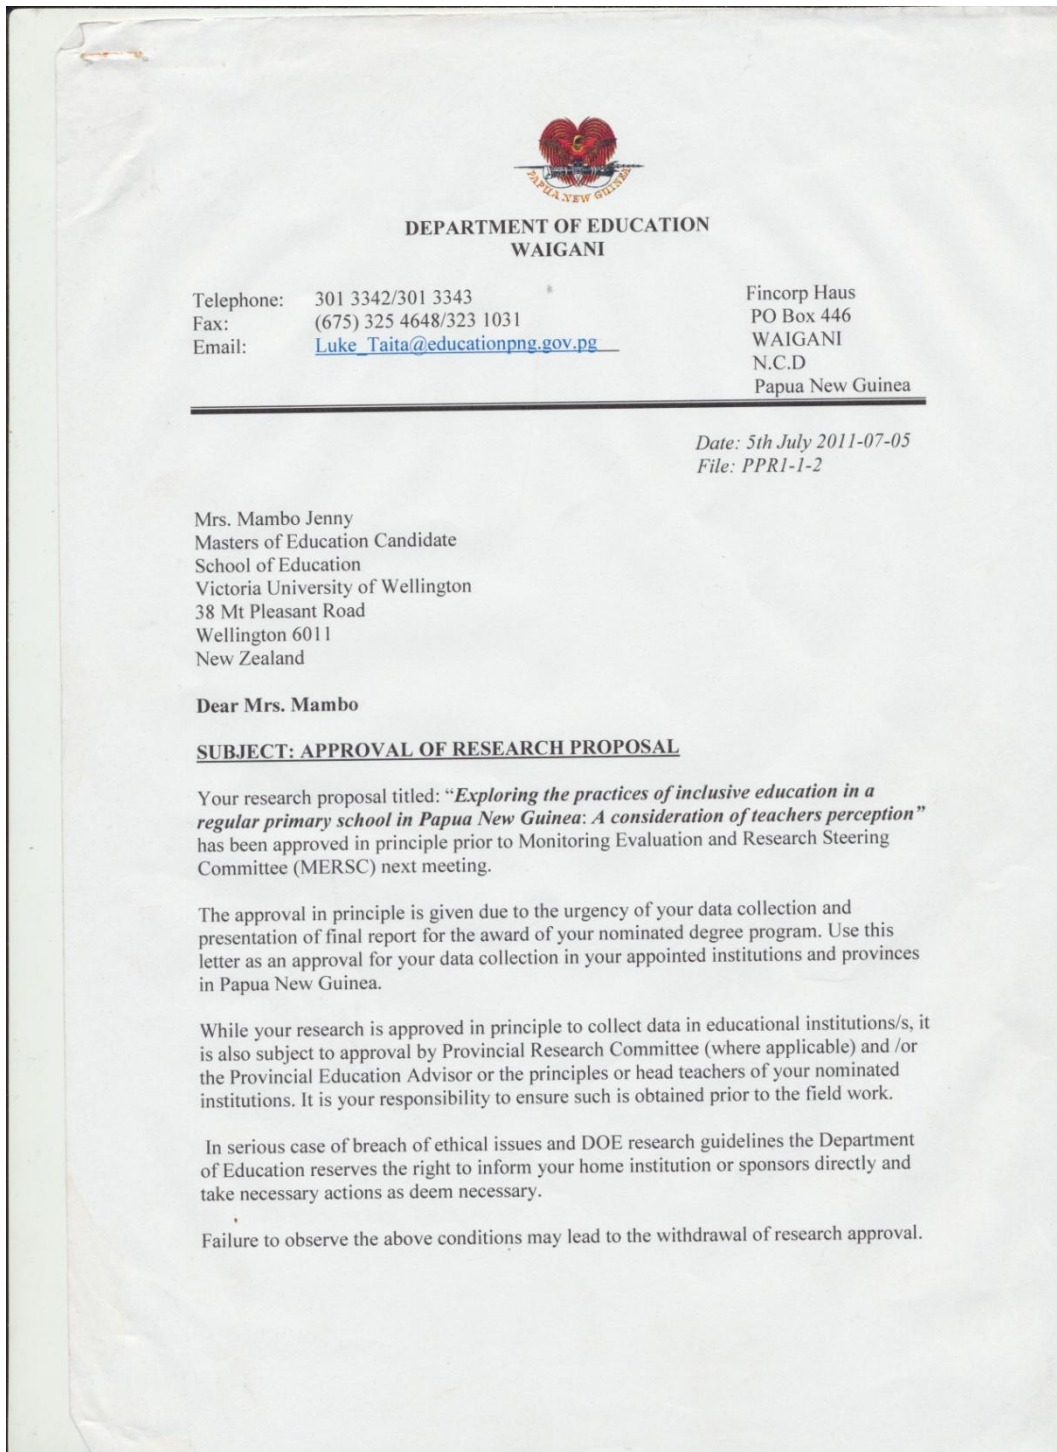 PAPUA NEW GUINEA
DEPARTMENT OF EDUCATION
WAIGANI
Telephone: 301 3342/301 3343
Fax: (675) 325 4648/323 1031
Email: Luke_Taita@educationpng.gov.pg
Fincorp Haus
PO Box 446
WAIGANI
N.C.D
Papua New Guinea
Date: 5th July 2011-07-05
File: PPR1-1-2
Mrs. Mambo Jenny
Masters of Education Candidate
School of Education
Victoria University of Wellington
38 Mt Pleasant Road
Wellington 6011
New Zealand
Dear Mrs. Mambo
SUBJECT: APPROVAL OF RESEARCH PROPOSAL
Your research proposal titled: “Exploring the practices of inclusive education in a
regular primary school in Papua New Guinea: A consideration of teachers perception”
has been approved in principle prior to Monitoring Evaluation and Research Steering
Committee (MERSC) next meeting.
The approval in principle is given due to the urgency of your data collection and
presentation of final report for the award of your nominated degree program. Use this
letter as an approval for your data collection in your appointed institutions and provinces
in Papua New Guinea.
While your research is approved in principle to collect data in educational institutions/s, it
is also subject to approval by Provincial Research Committee (where applicable) and /or
the Provincial Education Advisor or the principles or head teachers of your nominated
institutions. It is your responsibility to ensure such is obtained prior to the field work.
In serious case of breach of ethical issues and DOE research guidelines the Department
of Education reserves the right to inform your home institution or sponsors directly and
take necessary actions as deem necessary.
Failure to observe the above conditions may lead to the withdrawal of research approval.